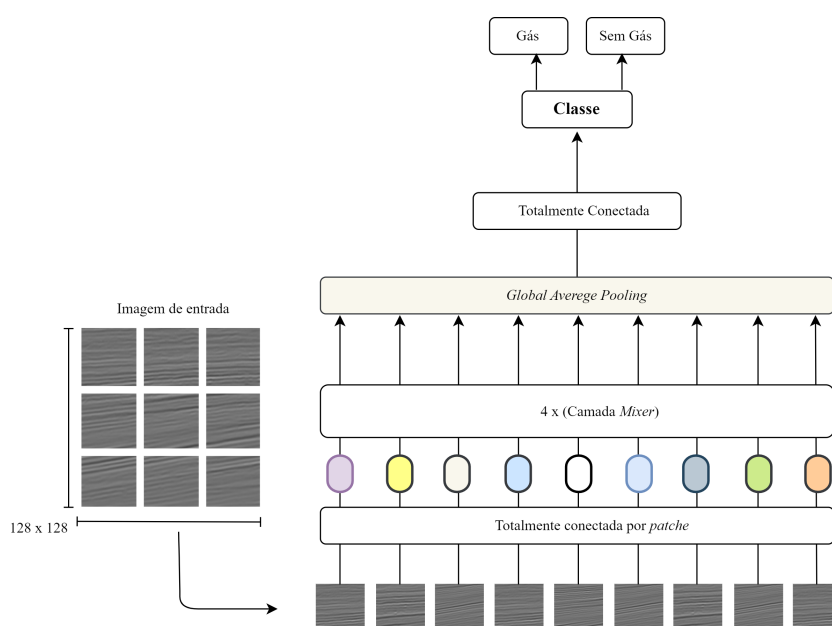 Gás
Sem Gás
Classe
Totalmente Conectada
Global Averege Pooling
Imagem de entrada
4 x (Camada Mixer)
128 x 128
Totalmente conectada por patche